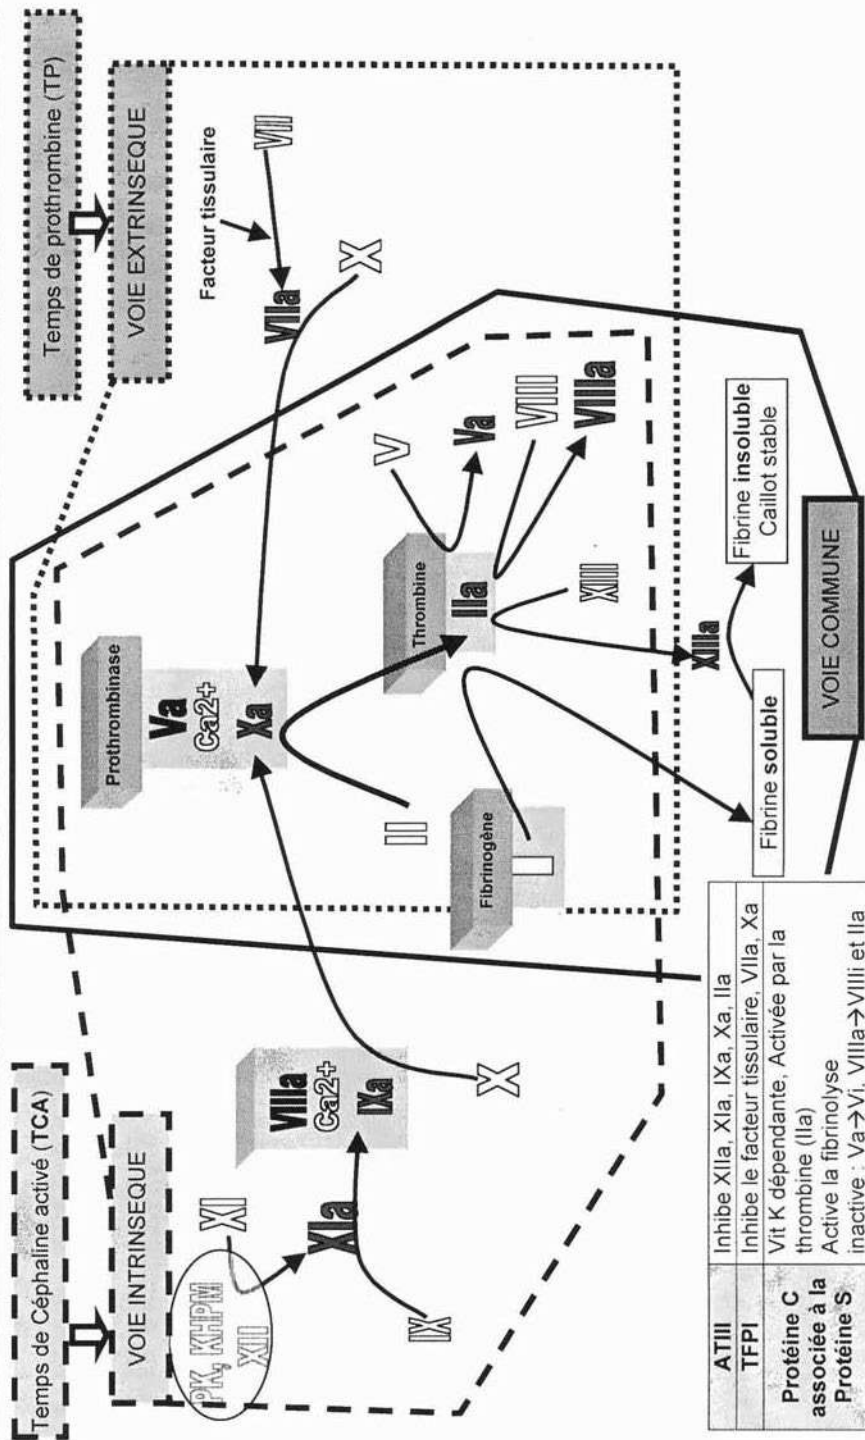 Temps de Céphaline activé (TCA)
Temps de prothrombine (TP)
VOIE INTRINSEQUE
VOIE EXTRINSEQUE
PK, KHPM
XIII
XI
XIa
IX
VIIIa
Ca2+
IXa
X
Prothrombinase
Va
Ca2+
Xa
II
Facteur tissulaire
VII
VIIa
X
Thrombine
IIa
V
Va
VIII
VIIIa
XIII
XIIIa
Fibrinogène
I
Fibrine soluble
Fibrine insoluble
Caillot stable
VOIE COMMUNE
ATIII
Inhibe XIIa, XIa, IXa, Xa, IIa
TFPI
Inhibe le facteur tissulaire, VIIa, Xa
Protéine C
associée à la
Protéine S
Vit K dépendante, Activée par la
thrombine (IIa)
Active la fibrinolyse
inactive : Va→Vi, VIIIa→VIIIi et IIa